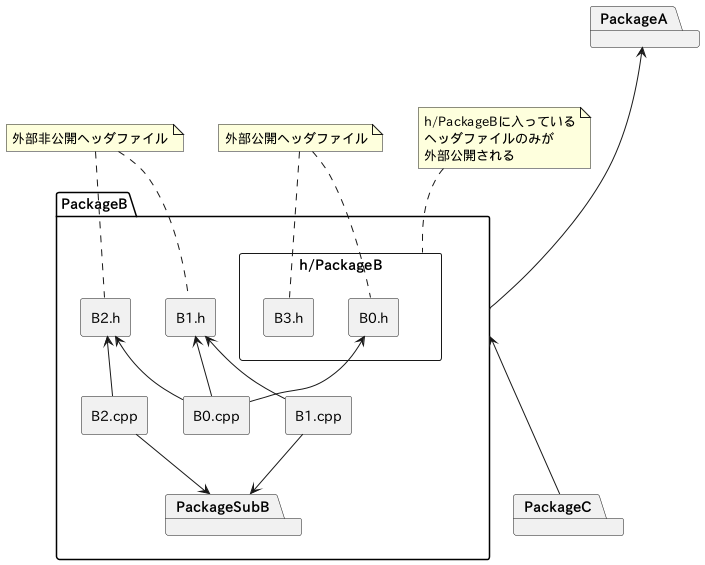 PackageA
外部非公開ヘッダファイル
外部公開ヘッダファイル
h/PackageBに入っている
ヘッダファイルのみが
外部公開される
PackageB
h/PackageB
B2.h
B1.h
B3.h
B0.h
B2.cpp
B0.cpp
B1.cpp
PackageSubB
PackageC